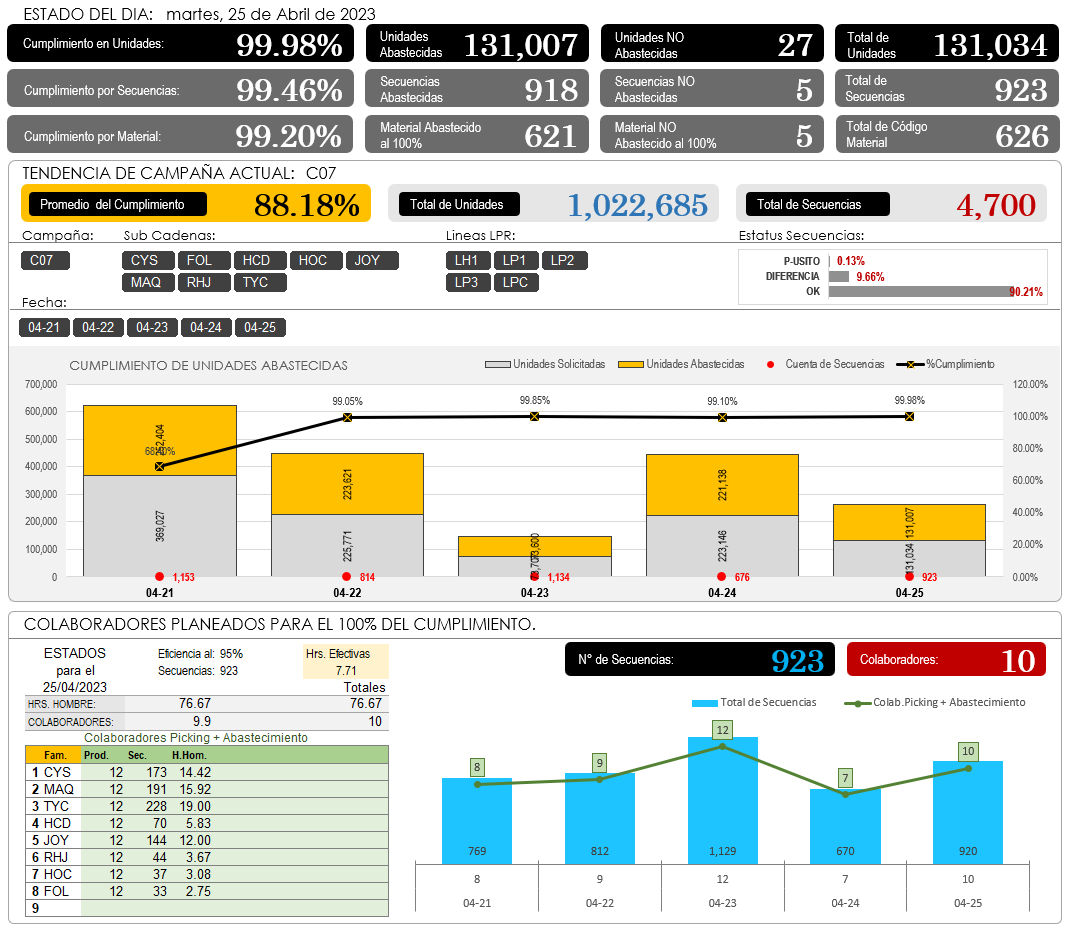 ESTADO DEL DIA: martes, 25 de Abril de 2023
Cumplimiento en Unidades: 99.98%
Unidades Abastecidas 131,007
Unidades NO Abastecidas 27
Total de Unidades 131,034
Cumplimiento por Secuencias: 99.46%
Secuencias Abastecidas 918
Secuencias NO Abastecidas 5
Total de Secuencias 923
Cumplimiento por Material: 99.20%
Material Abastecido al 100% 621
Material NO Abastecido al 100% 5
Total de Código Material 626
TENDENCIA DE CAMPAÑA ACTUAL: C07
Promedio del Cumplimiento 88.18%
Total de Unidades 1,022,685
Total de Secuencias 4,700
Campaña: Sub Cadenas: Lineas LPR: Estatus Secuencias:
C07 CYS FOL HCD HOC JOY LH1 LP1 LP2
MAQ RHJ TYC LP3 LPC
P-USITO 0.13%
DIFERENCIA 9.66%
OK 90.21%
Fecha:
04-21 04-22 04-23 04-24 04-25
CUMPLIMIENTO DE UNIDADES ABASTECIDAS
Unidades Solicitadas Unidades Abastecidas Cuenta de Secuencias %Cumplimiento
700,000 120.00%
600,000 100.00%
500,000 80.00%
400,000 60.00%
300,000 40.00%
200,000 20.00%
100,000 0.00%
0
99.05% 99.85% 99.10% 99.98%
223,621 221,138 131,007
369,027 225,771 223,146 131,034
1,153 814 1,134 676 923
04-21 04-22 04-23 04-24 04-25
COLABORADORES PLANEADOS PARA EL 100% DEL CUMPLIMIENTO.
ESTADOS Eficiencia al: 95% Hrs. Efectivas
para el Secuencias: 923 7.71
25/04/2023 Totales
HRS. HOMBRE: 76.67 76.67
COLABORADORES: 9.9 10
Colaboradores Picking + Abastecimiento
Fam. Prod. Sec. H.Hom.
1 CYS 12 173 14.42
2 MAQ 12 191 15.92
3 TYC 12 228 19.00
4 HCD 12 70 5.83
5 JOY 12 144 12.00
6 RHJ 12 44 3.67
7 HOC 12 37 3.08
8 FOL 12 33 2.75
9
N° de Secuencias: 923
Colaboradores: 10
Total de Secuencias Colab.Picking + Abastecimiento
8 9 12 7 10
769 812 1,129 670 920
8 9 12 7 10
04-21 04-22 04-23 04-24 04-25